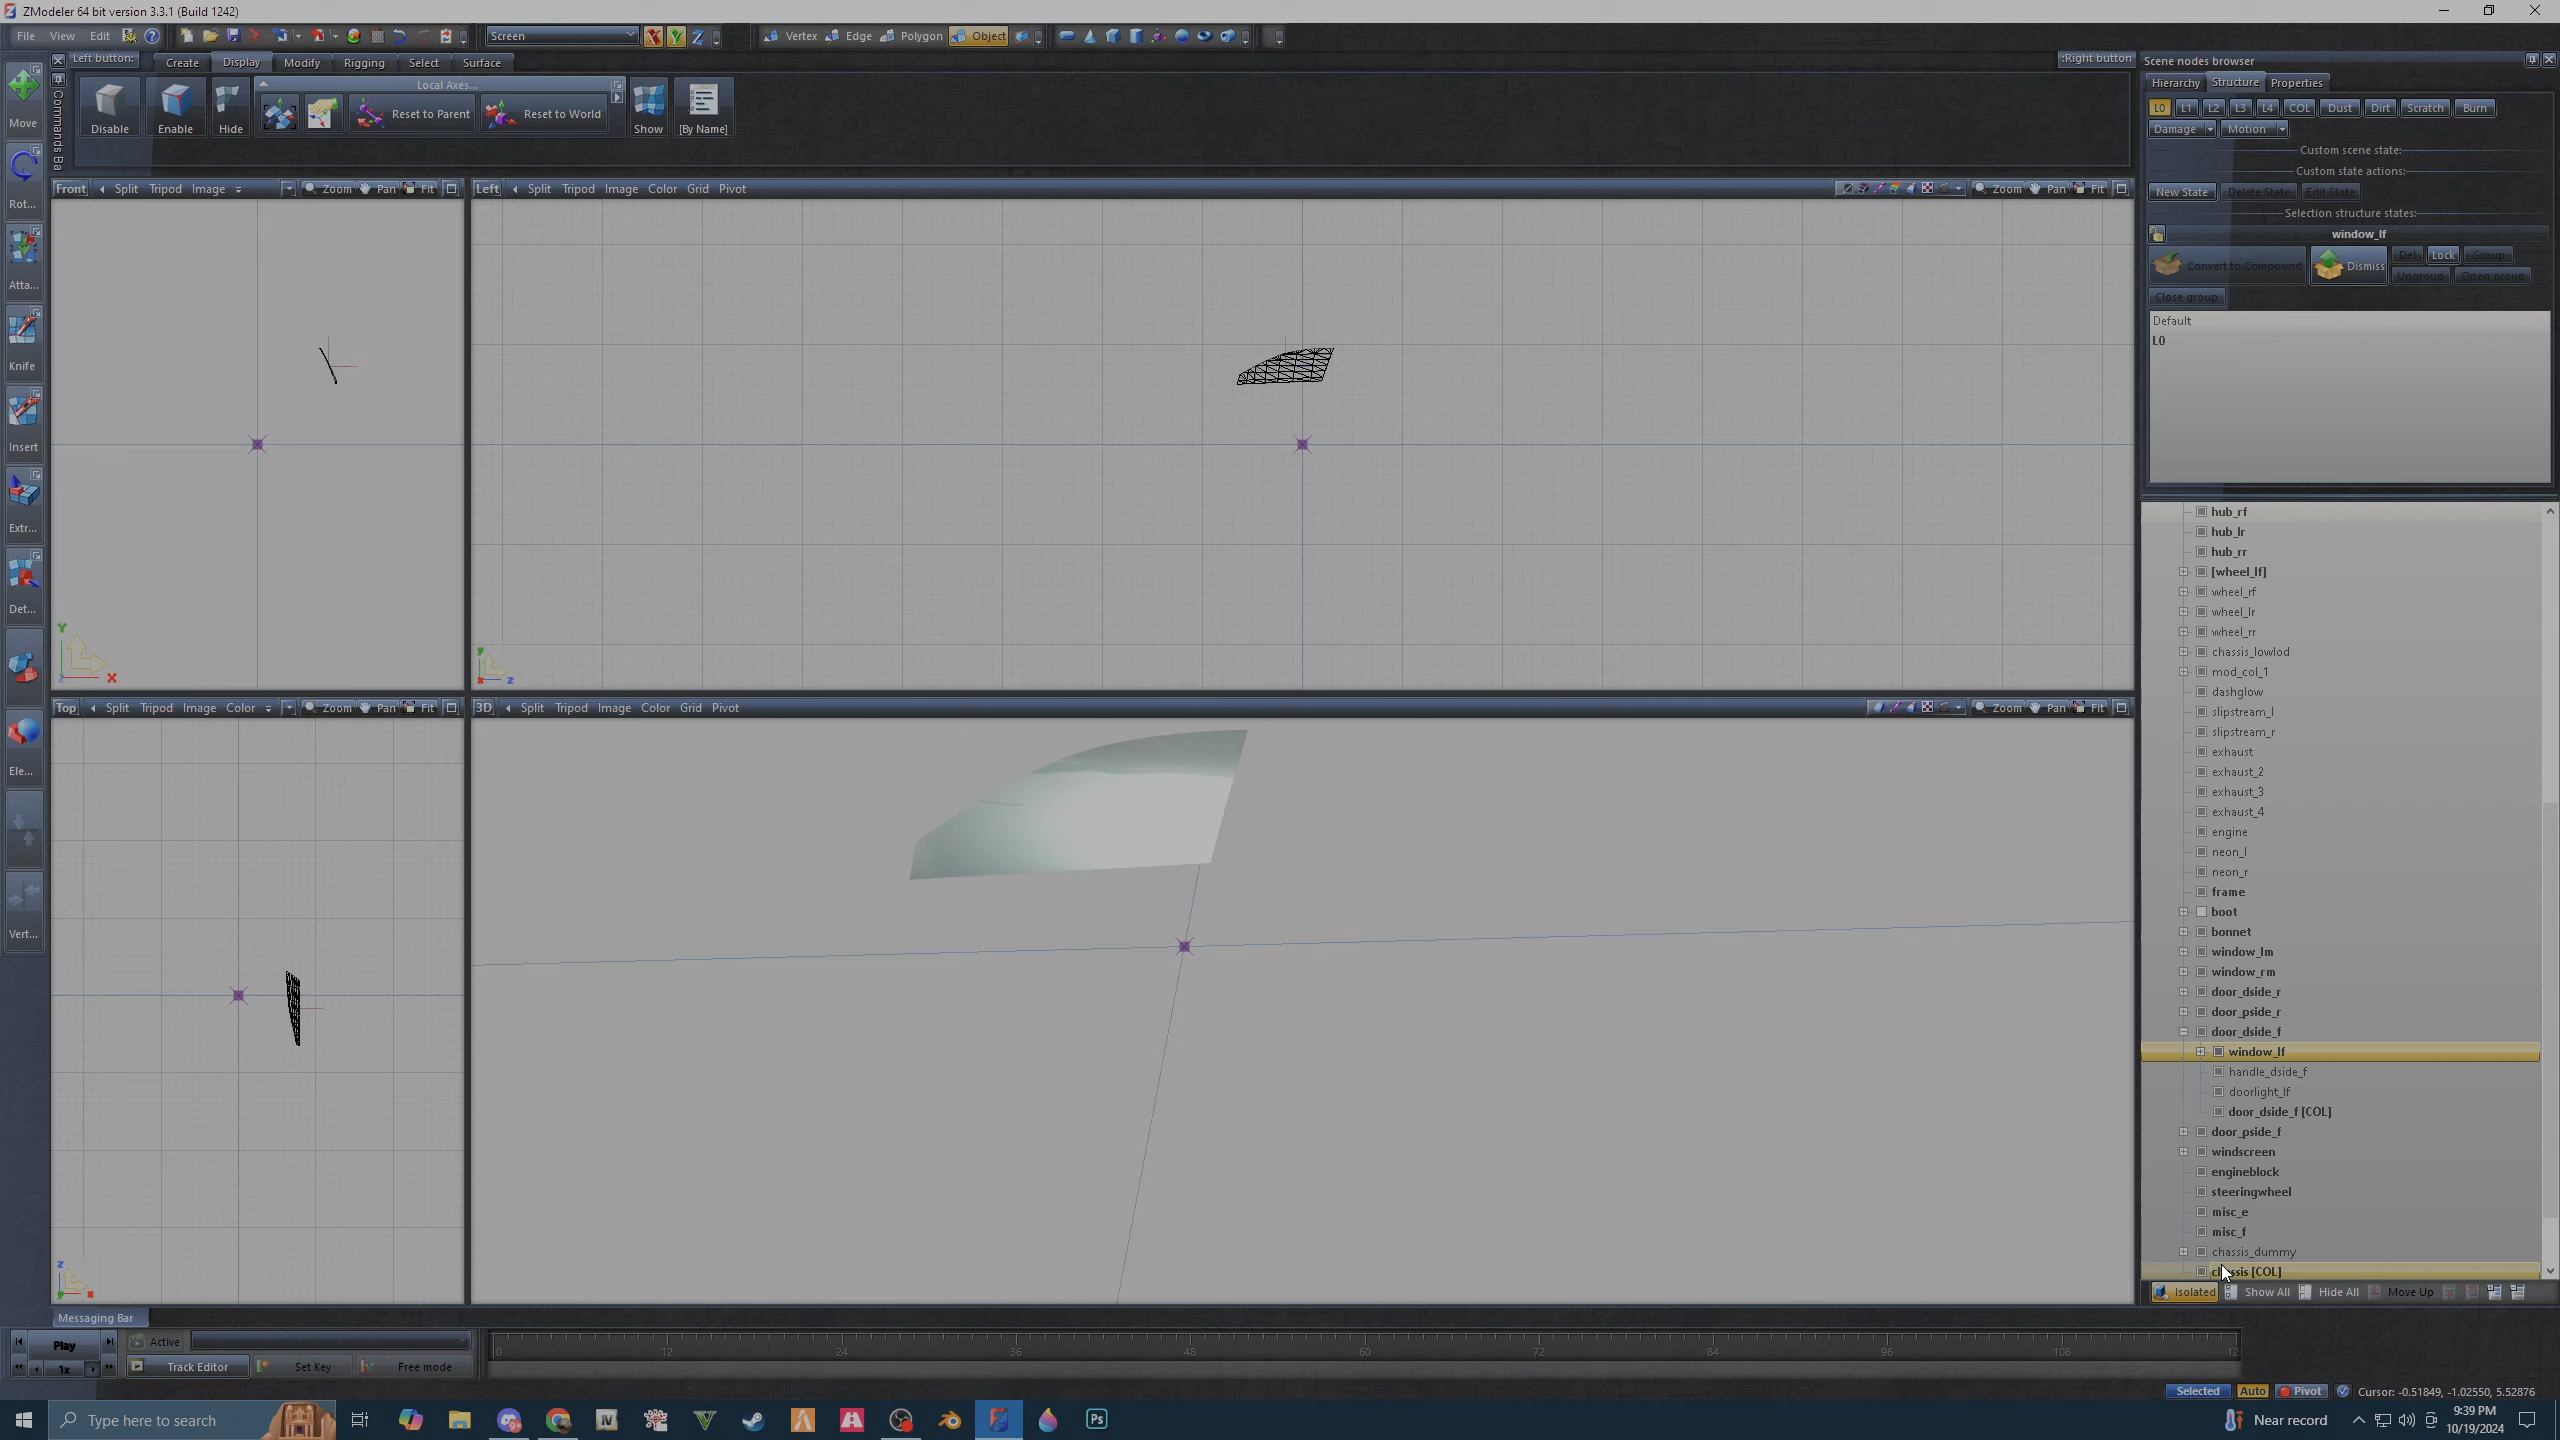 ZModeler 64 bit version 3.3.1 (Build 1242)
File View Edit
Screen
Vertex Edge Polygon Object
Left button:
Create Display Modify Rigging Select Surface
:Right button
Commands Ba
Local Axes...
Disable Enable Hide
Reset to Parent Reset to World
Show [By Name]
Move
Rot...
Atta...
Knife
Insert
Extr...
Det...
Ele...
Vert...
Front Split Tripod Image Zoom Pan Fit
Left Split Tripod Image Color Grid Pivot Zoom Pan Fit
Y
X
Z
y
x z
Top Split Tripod Image Color Zoom Pan Fit
3D Split Tripod Image Color Grid Pivot Zoom Pan Fit
z
y x
Scene nodes browser
Hierarchy Structure Properties
L0 L1 L2 L3 L4 COL Dust Dirt Scratch Burn
Damage Motion
Custom scene state:
Custom state actions:
New State Delete State Edit State
Selection structure states:
window_lf
Convert to Compound Dismiss Del Lock Group
Ungroup Open group
Close group
Default
L0
hub_rf
hub_lr
hub_rr
[wheel_lf]
wheel_rf
wheel_lr
wheel_rr
chassis_lowlod
mod_col_1
dashglow
slipstream_l
slipstream_r
exhaust
exhaust_2
exhaust_3
exhaust_4
engine
neon_l
neon_r
frame
boot
bonnet
window_lm
window_rm
door_dside_r
door_pside_r
door_dside_f
window_lf
handle_dside_f
doorlight_lf
door_dside_f [COL]
door_pside_f
windscreen
engineblock
steeringwheel
misc_e
misc_f
chassis_dummy
chassis [COL]
Isolated Show All Hide All Move Up
Messaging Bar
Play Active
1x Track Editor Set Key Free mode
0 12 24 36 48 60 72 84 96 108 12
Selected Auto Pivot Cursor: -0.51849, -1.02550, 5.52876
Type here to search
Ps
Near record
9:39 PM
10/19/2024